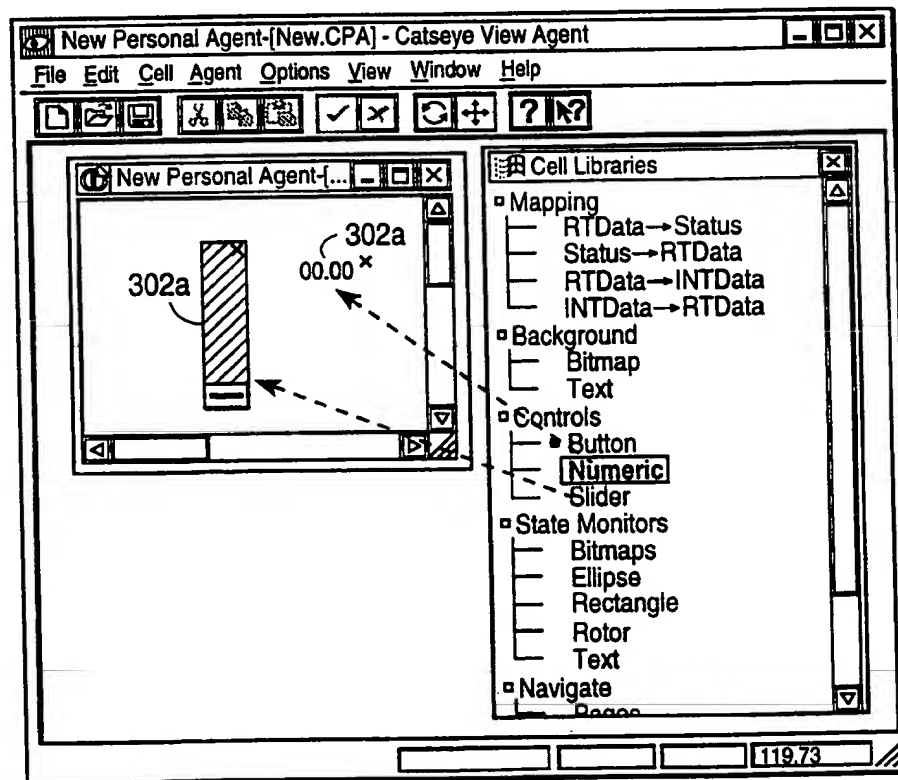 New Personal Agent-[New.CPA] - Catseye View Agent
File Edit Cell Agent Options View Window Help
New Personal Agent-[...
302a
00.00
302a
Cell Libraries
Mapping
RTData→Status
Status→RTData
RTData→INTData
INTData→RTData
Background
Bitmap
Text
Controls
Button
Numeric
Slider
State Monitors
Bitmaps
Ellipse
Rectangle
Rotor
Text
Navigate
Pages
119.73